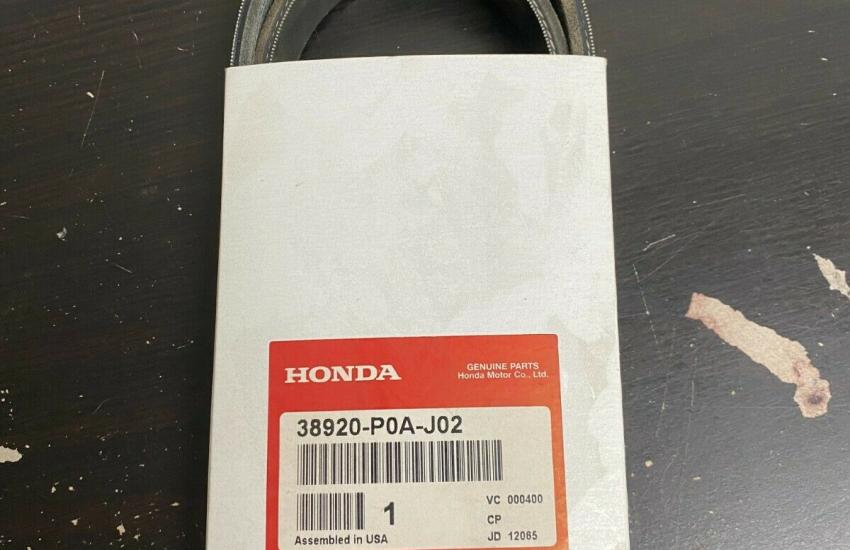 HONDA
GENUINE PARTS
Honda Motor Co., Ltd.
38920-P0A-J02
1
VC 000400
CP
JD 12065
Assembled in USA